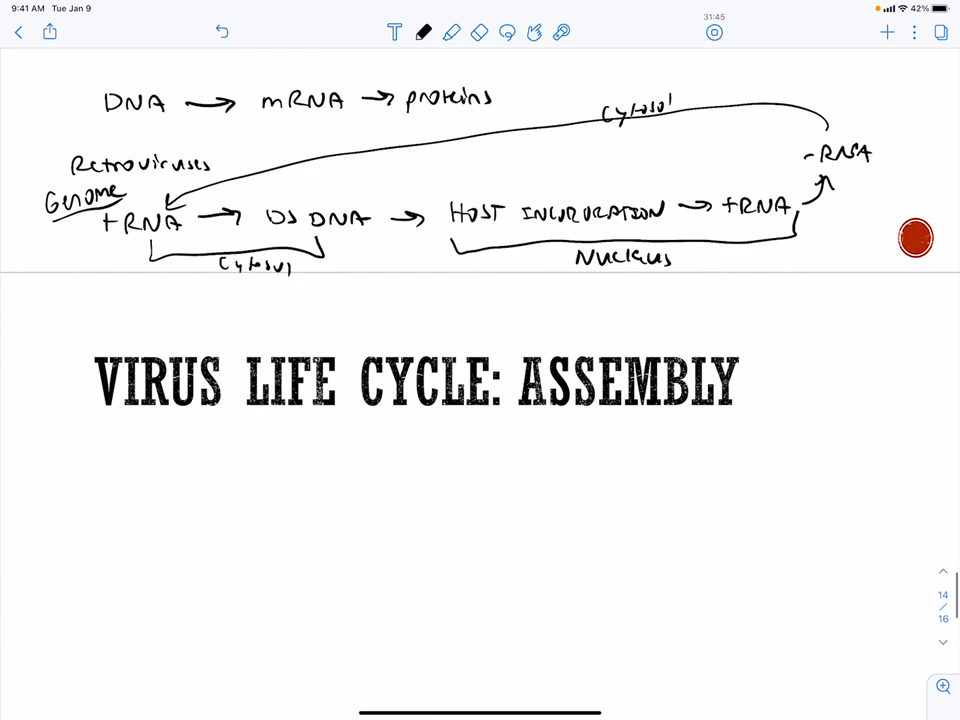 9:41 AM Tue Jan 9
42%
31:45
DNA → mRNA → proteins
Cytosol
Retroviruses
-RNA
Genome
+RNA → DS DNA → HOST INCORPORATION → +RNA
Cytosol
Nucleus
VIRUS LIFE CYCLE: ASSEMBLY
14
/
16